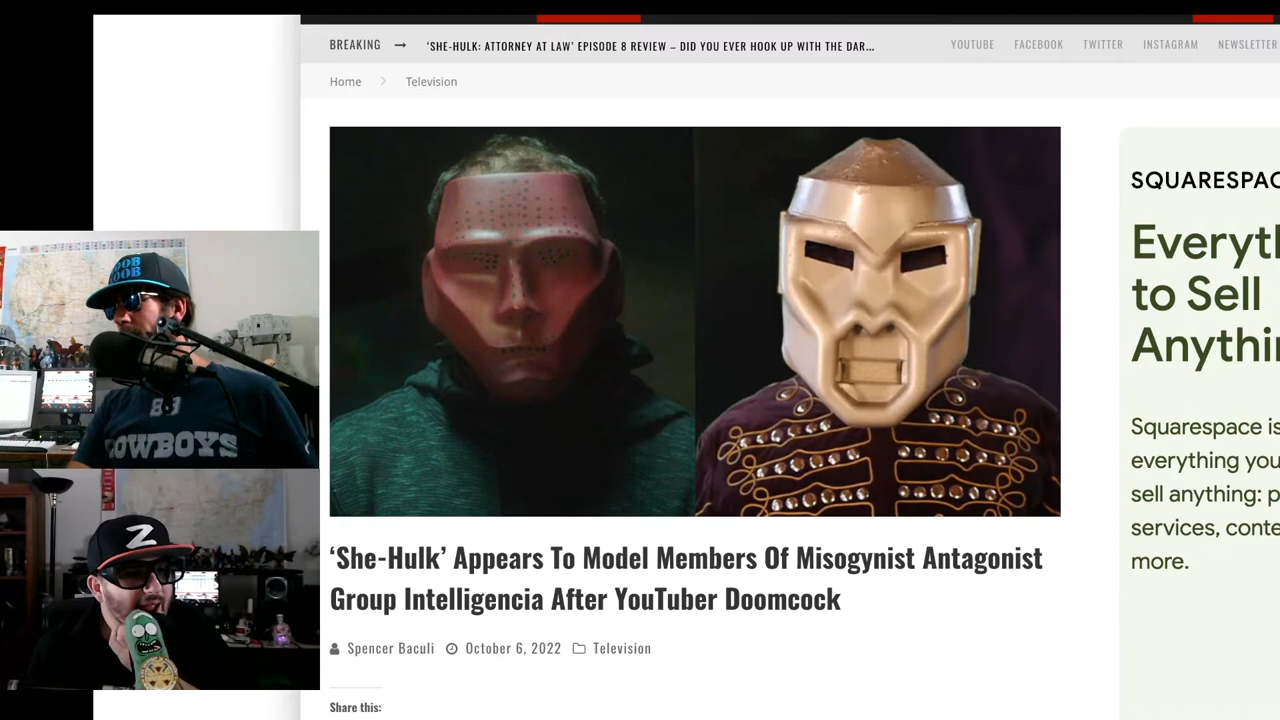 BREAKING → 'SHE-HULK: ATTORNEY AT LAW' EPISODE 8 REVIEW – DID YOU EVER HOOK UP WITH THE DAR... YOUTUBE FACEBOOK TWITTER INSTAGRAM NEWSLETTER
Home > Television
SQUARESPAC
Everyth
to Sell
Anythin
Squarespace is
everything you
sell anything: p
services, conte
more.
COWBOYS
Z
‘She-Hulk’ Appears To Model Members Of Misogynist Antagonist
Group Intelligencia After YouTuber Doomcock
Spencer Baculi October 6, 2022 Television
Share this: